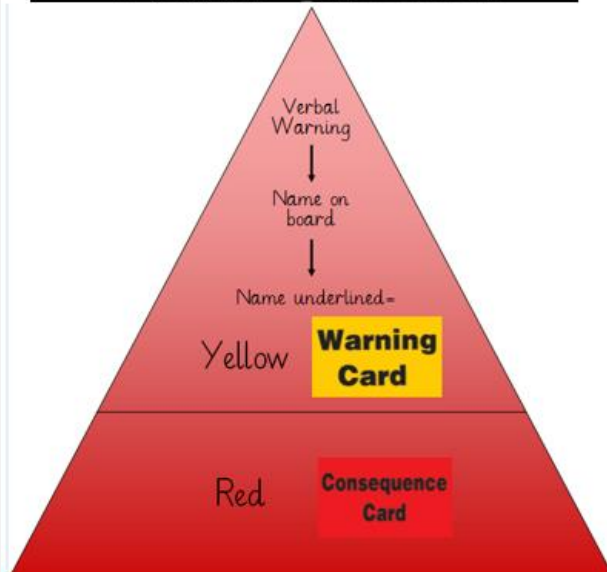 Verbal
Warning
Name on
board
Name underlined=
Yellow
Warning
Card
Red
Consequence
Card